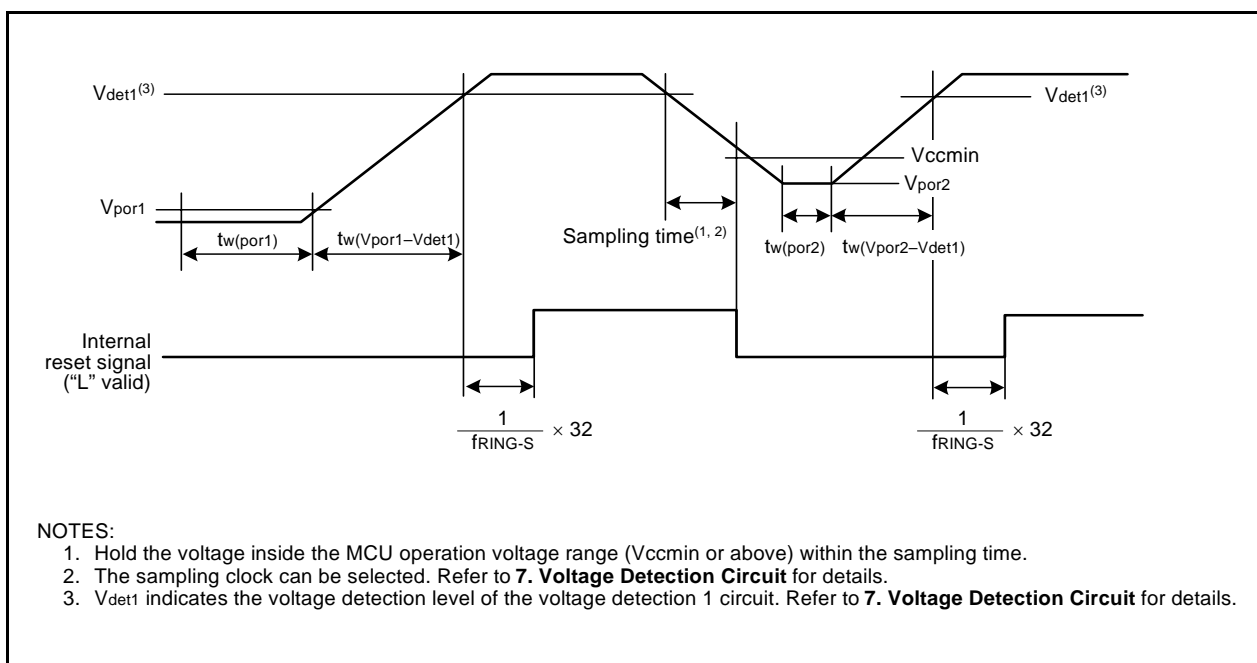 Vdet1(3)
Vdet1(3)
Vccmin
Vpor1
Vpor2
tw(por1)
tw(Vpor1–Vdet1)
Sampling time(1, 2)
tw(por2)
tw(Vpor2–Vdet1)
Internal
reset signal
(“L” valid)
1
fRING-S
× 32
1
fRING-S
× 32
NOTES:
1. Hold the voltage inside the MCU operation voltage range (Vccmin or above) within the sampling time.
2. The sampling clock can be selected. Refer to 7. Voltage Detection Circuit for details.
3. Vdet1 indicates the voltage detection level of the voltage detection 1 circuit. Refer to 7. Voltage Detection Circuit for details.